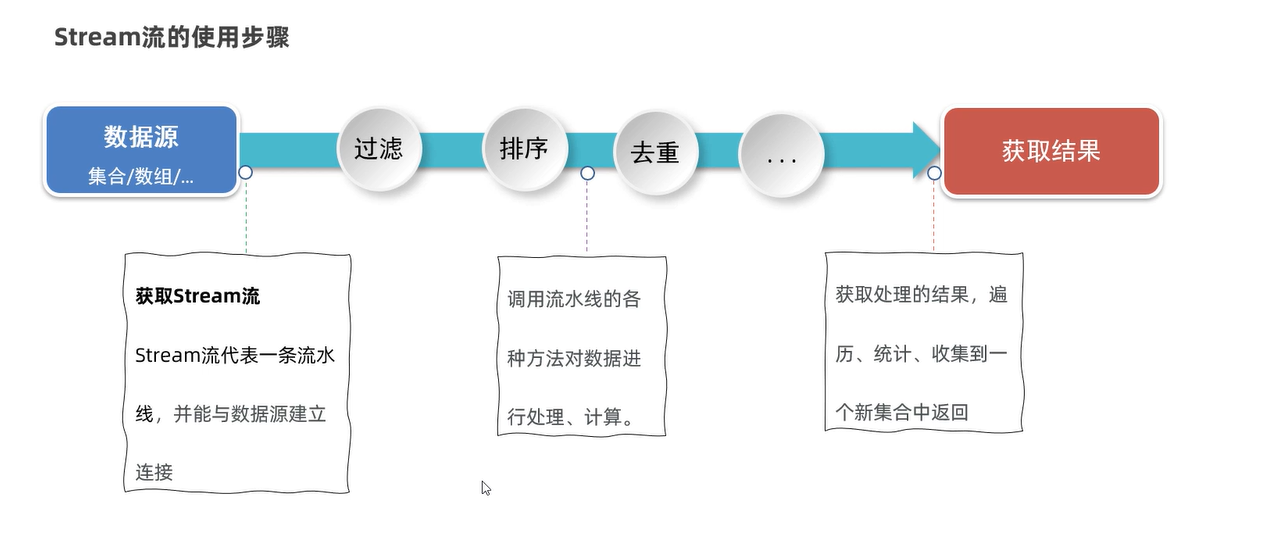 Stream流的使用步骤
数据源
集合/数组/...
过滤
排序
去重
...
获取结果
获取Stream流
Stream流代表一条流水
线，并能与数据源建立
连接
调用流水线的各
种方法对数据进
行处理、计算。
获取处理的结果，遍
历、统计、收集到一
个新集合中返回